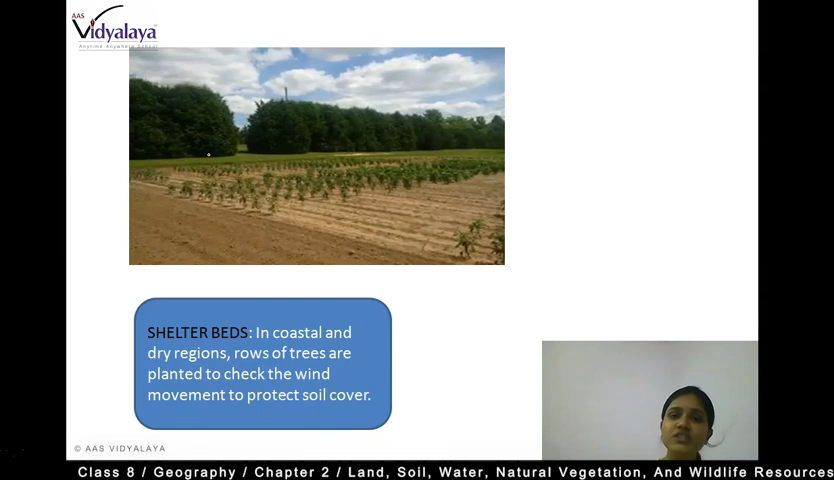 AAS
Vidyalaya
Anytime Anywhere School
SHELTER BEDS: In coastal and
dry regions, rows of trees are
planted to check the wind
movement to protect soil cover.
© AAS VIDYALAYA
Class 8 / Geography / Chapter 2 / Land, Soil, Water, Natural Vegetation, And Wildlife Resources